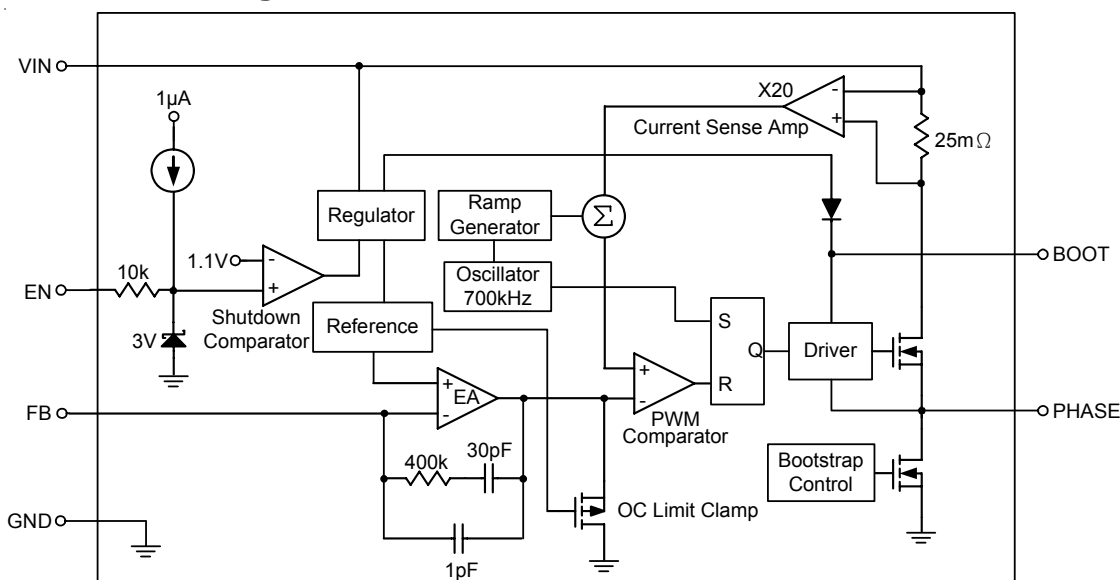 VIN
1µA
X20
Current Sense Amp
25mΩ
Regulator
Ramp
Generator
Σ
BOOT
1.1V
-
+
Oscillator
700kHz
10k
EN
Shutdown
Comparator
3V
Reference
S
Q
R
Driver
+
EA
-
+
-
PWM
Comparator
FB
PHASE
400k
30pF
Bootstrap
Control
OC Limit Clamp
GND
1pF
-
+